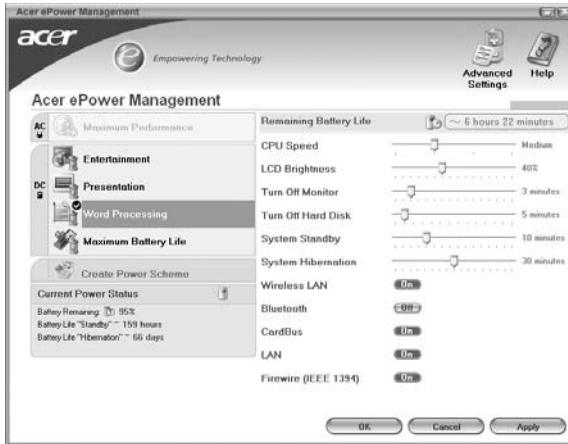 Acer ePower Management
acer
Empowering Technology
Advanced Settings
Help
Acer ePower Management
AC
Maximum Performance
DC
Entertainment
Presentation
Word Processing
Maximum Battery Life
Create Power Scheme
Current Power Status
Battery Remaining: 95%
Battery Life "Standby" ~ 159 hours
Battery Life "Hibernation" ~ 66 days
Remaining Battery Life ~ 6 hours 22 minutes
CPU Speed Medium
LCD Brightness 40%
Turn Off Monitor 3 minutes
Turn Off Hard Disk 5 minutes
System Standby 10 minutes
System Hibernation 30 minutes
Wireless LAN On
Bluetooth Off
CardBus On
LAN On
Firewire (IEEE 1394) On
OK Cancel Apply